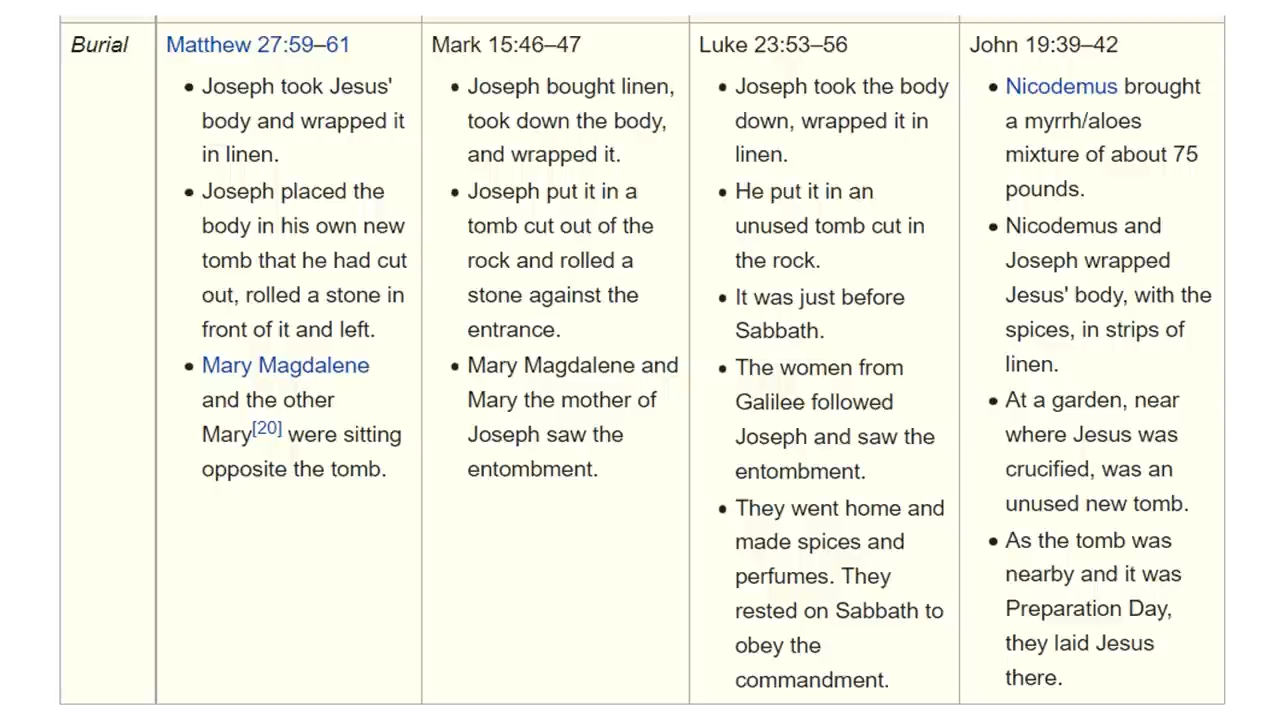 Burial
Matthew 27:59–61
• Joseph took Jesus'
body and wrapped it
in linen.
• Joseph placed the
body in his own new
tomb that he had cut
out, rolled a stone in
front of it and left.
• Mary Magdalene
and the other
Mary[20] were sitting
opposite the tomb.
Mark 15:46–47
• Joseph bought linen,
took down the body,
and wrapped it.
• Joseph put it in a
tomb cut out of the
rock and rolled a
stone against the
entrance.
• Mary Magdalene and
Mary the mother of
Joseph saw the
entombment.
Luke 23:53–56
• Joseph took the body
down, wrapped it in
linen.
• He put it in an
unused tomb cut in
the rock.
• It was just before
Sabbath.
• The women from
Galilee followed
Joseph and saw the
entombment.
• They went home and
made spices and
perfumes. They
rested on Sabbath to
obey the
commandment.
John 19:39–42
• Nicodemus brought
a myrrh/aloes
mixture of about 75
pounds.
• Nicodemus and
Joseph wrapped
Jesus' body, with the
spices, in strips of
linen.
• At a garden, near
where Jesus was
crucified, was an
unused new tomb.
• As the tomb was
nearby and it was
Preparation Day,
they laid Jesus
there.